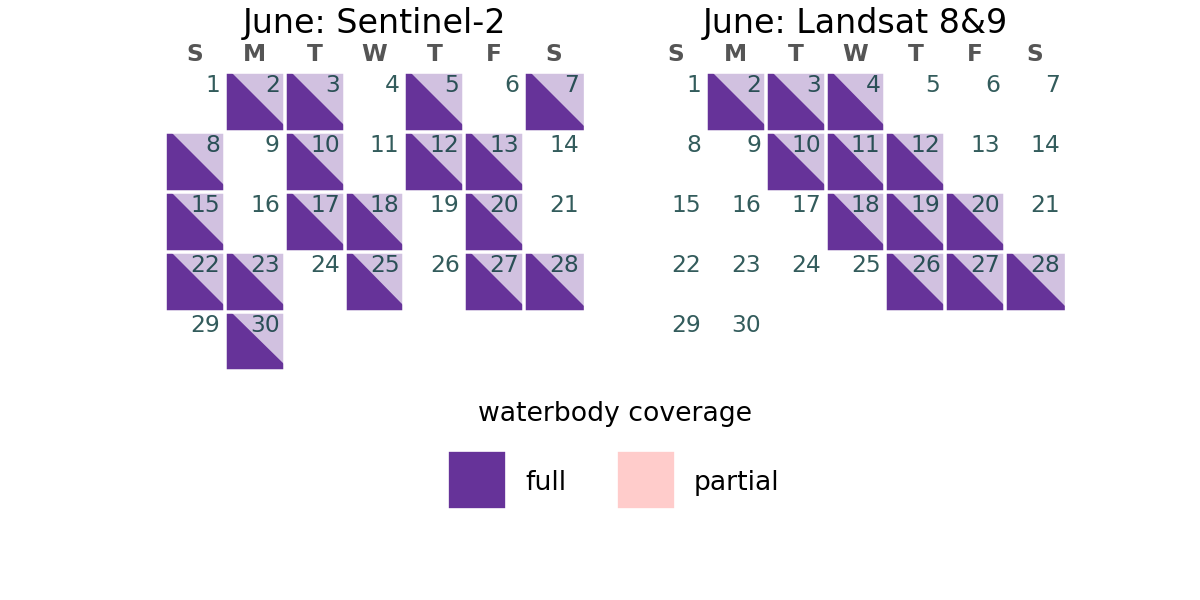 June: Sentinel-2
S M T W T F S
1 2 3 4 5 6 7
8 9 10 11 12 13 14
15 16 17 18 19 20 21
22 23 24 25 26 27 28
29 30
June: Landsat 8&9
S M T W T F S
1 2 3 4 5 6 7
8 9 10 11 12 13 14
15 16 17 18 19 20 21
22 23 24 25 26 27 28
29 30
waterbody coverage
full partial